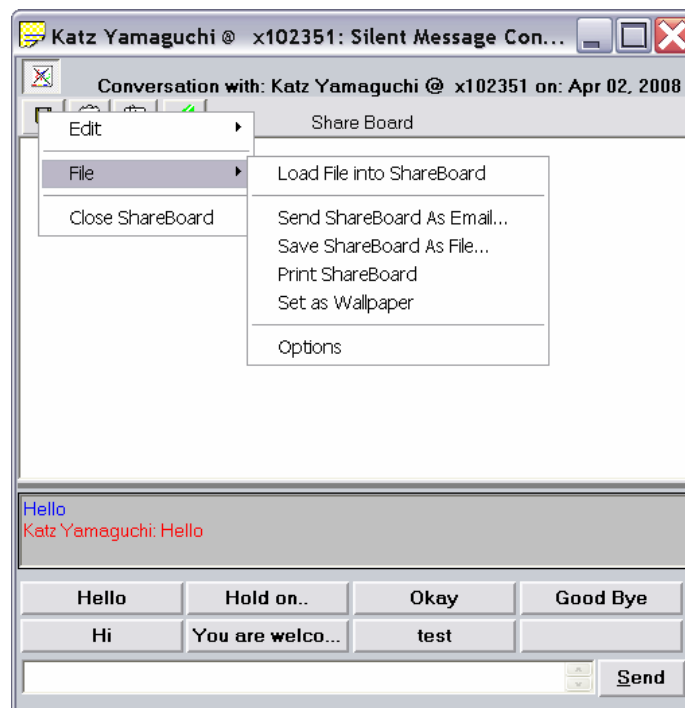 Katz Yamaguchi @ x102351: Silent Message Con...
Conversation with: Katz Yamaguchi @ x102351 on: Apr 02, 2008
Share Board
Edit
File
Close ShareBoard
Load File into ShareBoard
Send ShareBoard As Email...
Save ShareBoard As File...
Print ShareBoard
Set as Wallpaper
Options
Hello
Katz Yamaguchi: Hello
Hello Hold on.. Okay Good Bye
Hi You are welco... test
Send